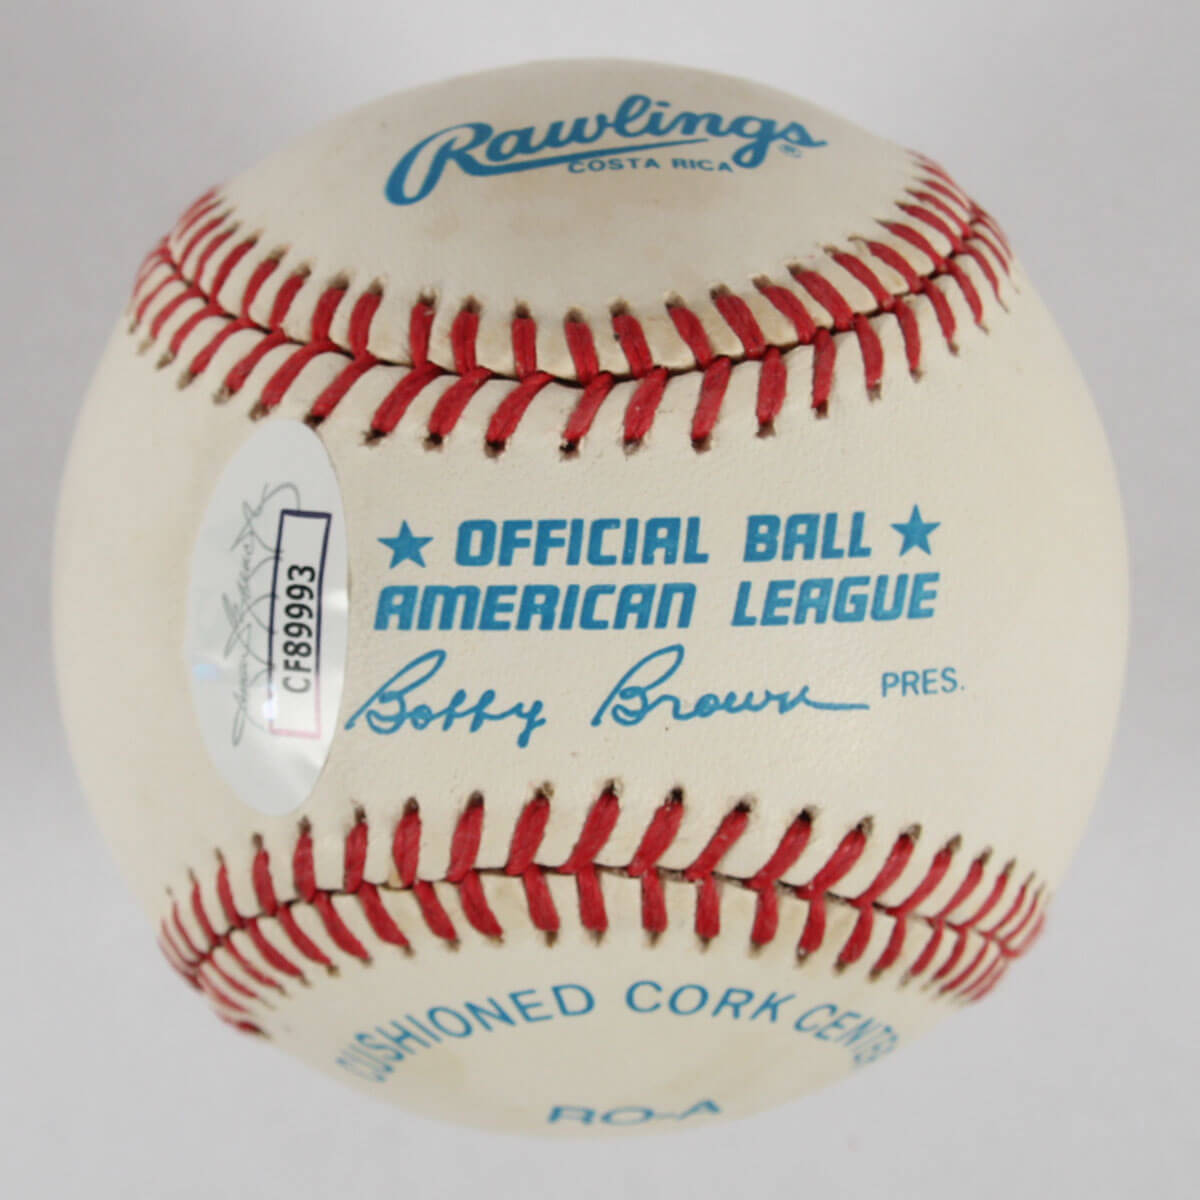 Rawlings®
COSTA RICA
★ OFFICIAL BALL ★
AMERICAN LEAGUE
Bobby Brown PRES.
CF89993
CUSHIONED CORK CENTER
RO-A